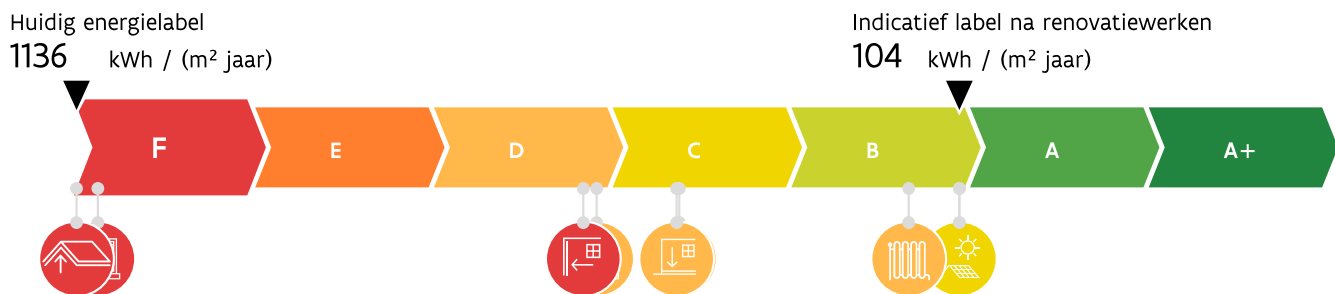 Huidig energielabel
1136 kWh / (m² jaar)
Indicatief label na renovatiewerken
104 kWh / (m² jaar)
F E D C B A A+